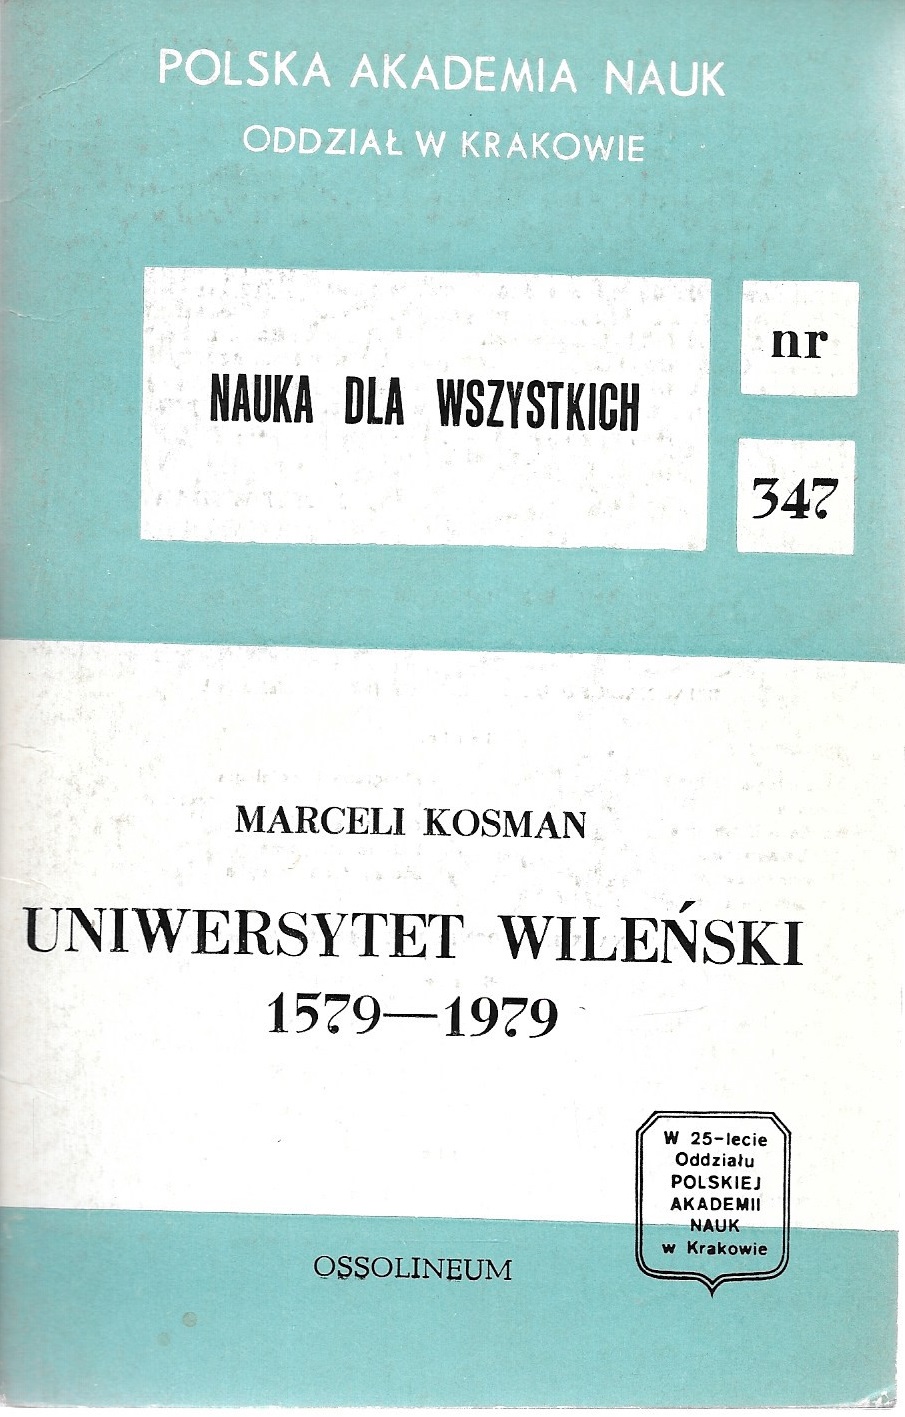 POLSKA AKADEMIA NAUK
ODDZIAŁ W KRAKOWIE
NAUKA DLA WSZYSTKICH
nr
347
MARCELI KOSMAN
UNIWERSYTET WILEŃSKI
1579—1979
W 25-lecie
Oddziału
POLSKIEJ
AKADEMII
NAUK
w Krakowie
OSSOLINEUM